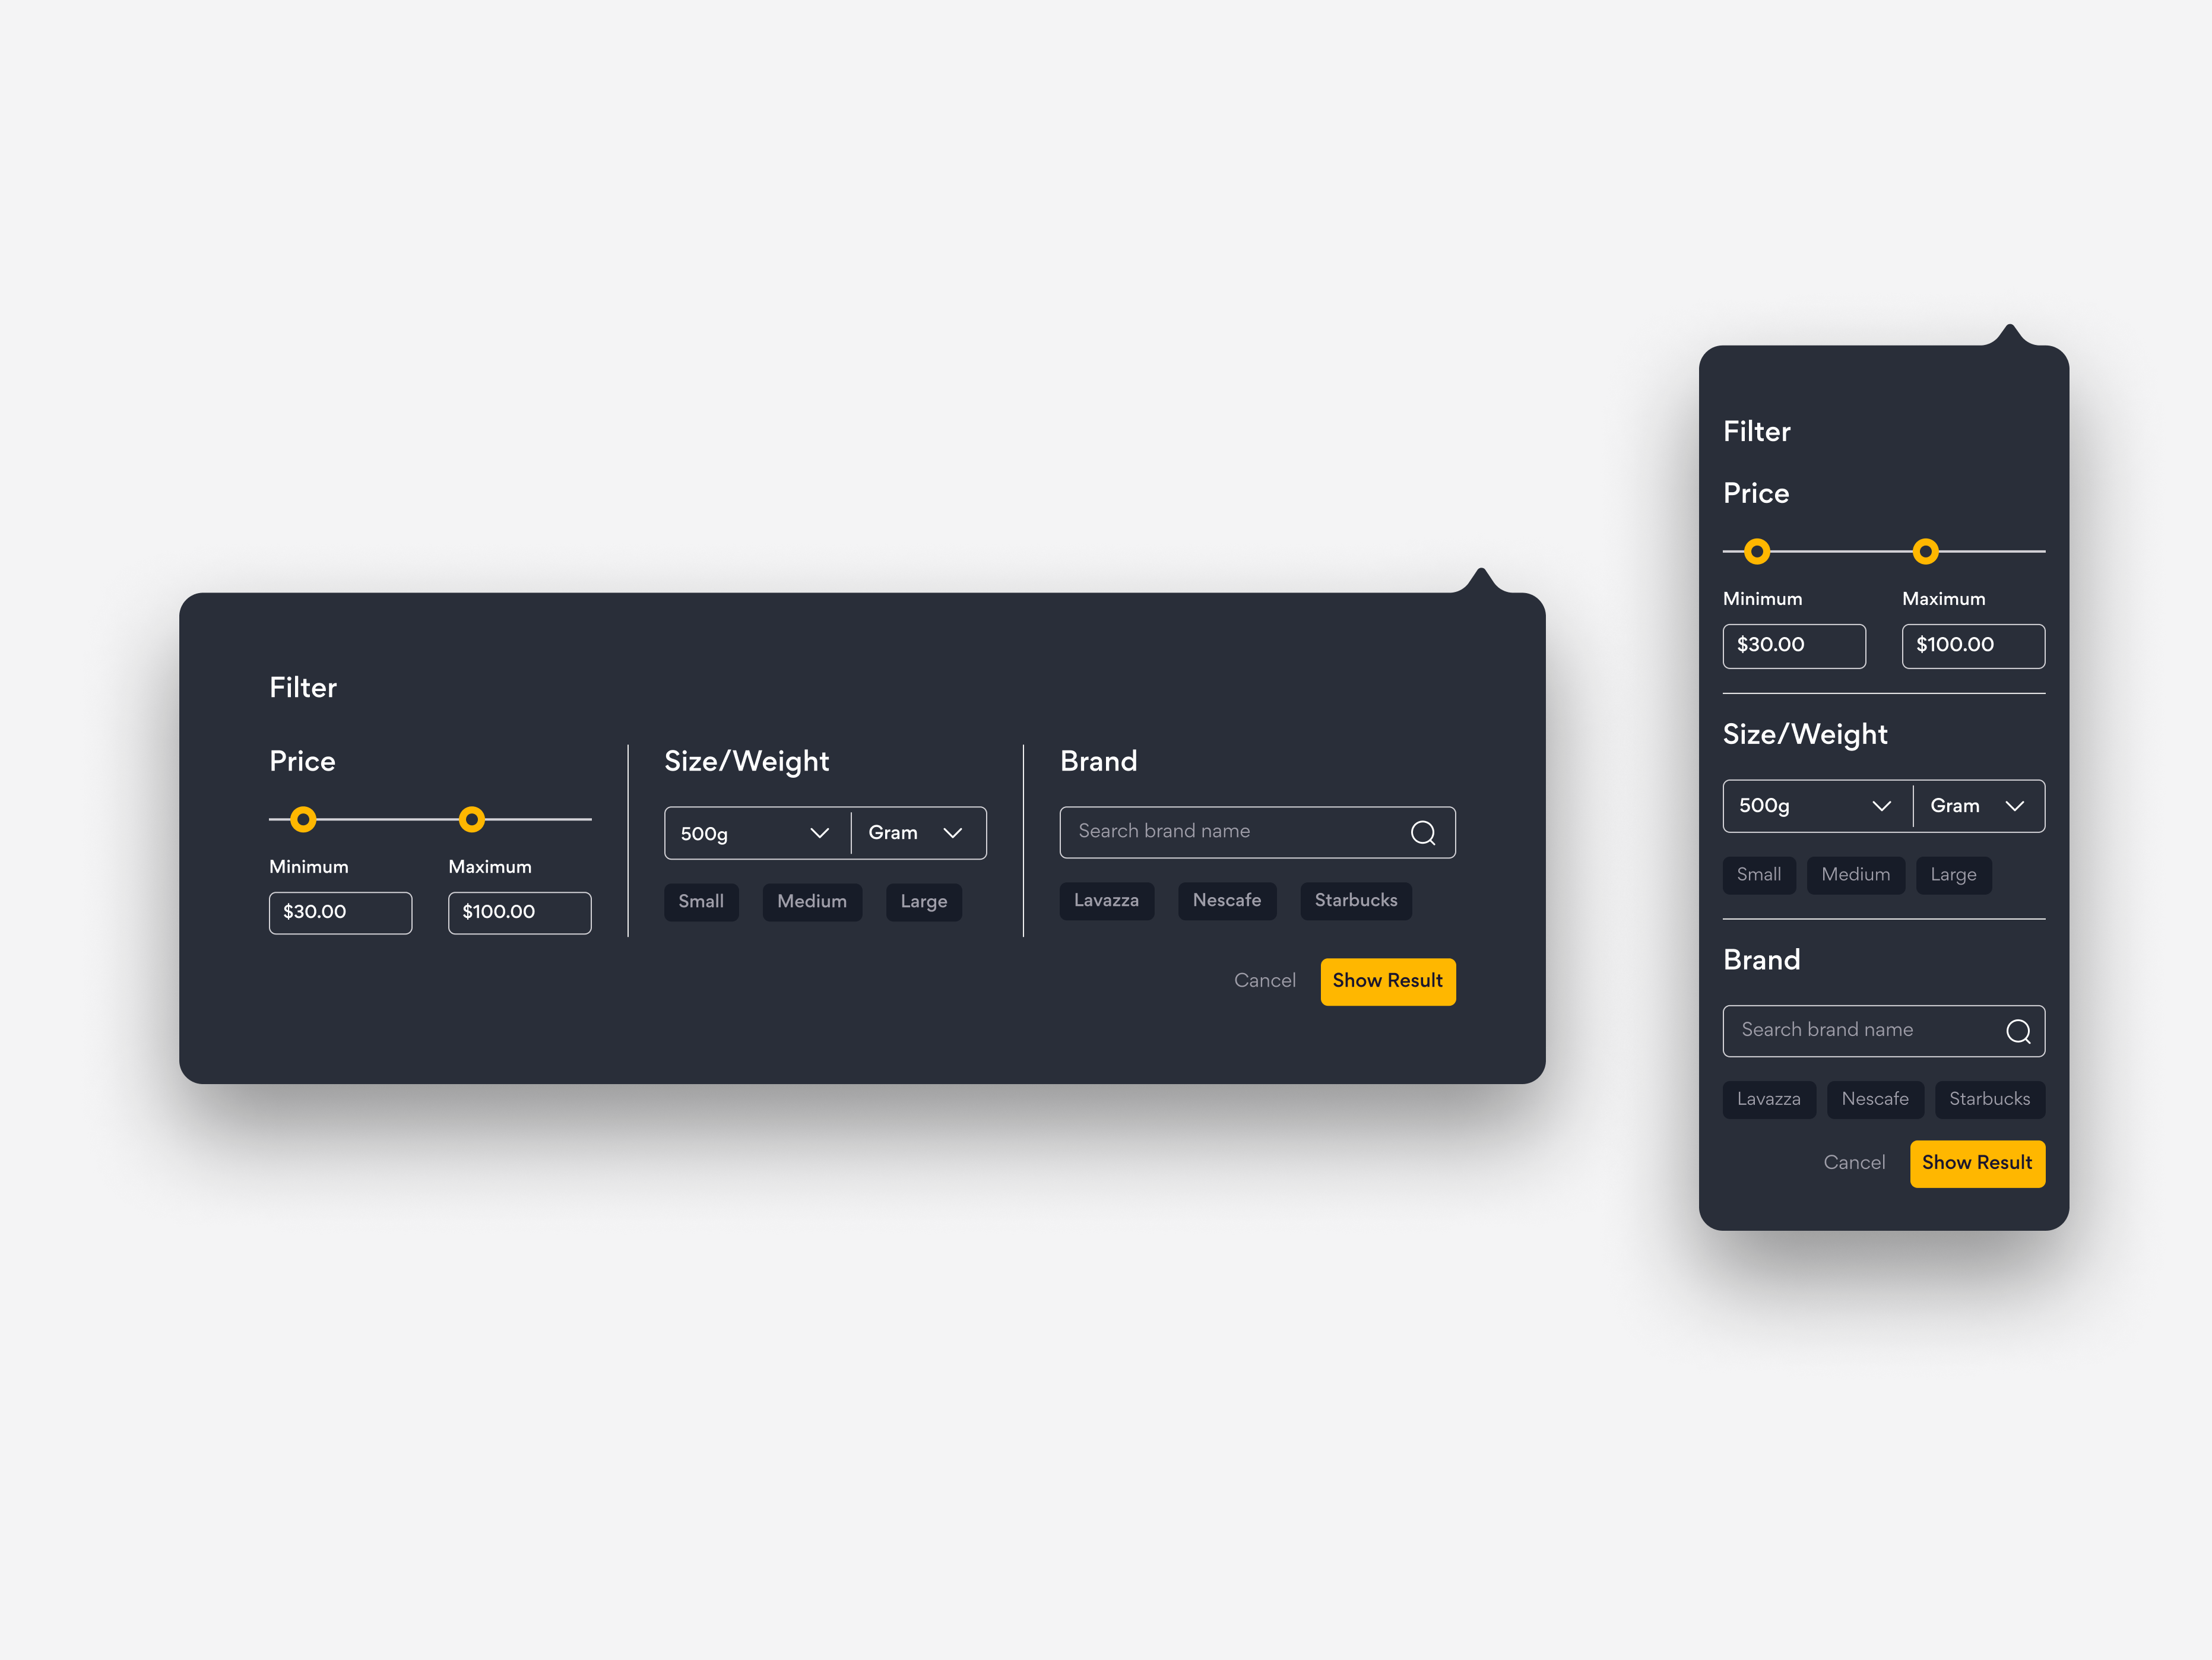 Filter
Price
Minimum Maximum
$30.00 $100.00
Size/Weight
500g Gram
Small Medium Large
Brand
Search brand name
Lavazza Nescafe Starbucks
Cancel Show Result
Filter
Price
Minimum Maximum
$30.00 $100.00
Size/Weight
500g Gram
Small Medium Large
Brand
Search brand name
Lavazza Nescafe Starbucks
Cancel Show Result